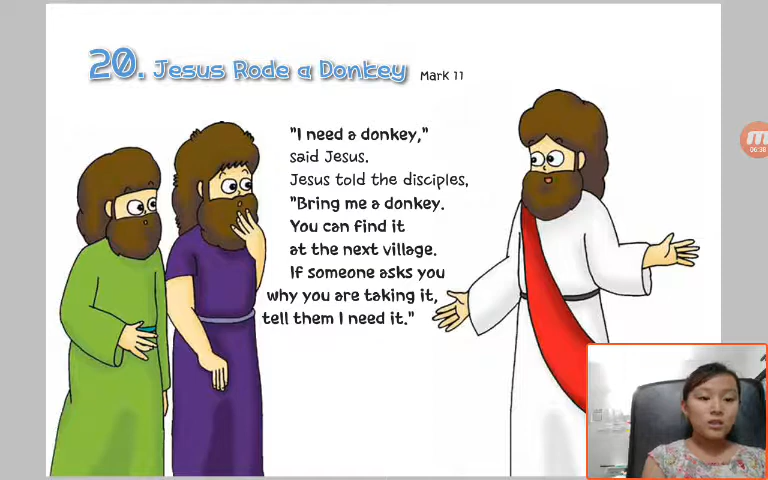 20. Jesus Rode a Donkey Mark 11
"I need a donkey,"
said Jesus.
Jesus told the disciples,
"Bring me a donkey.
You can find it
at the next village.
If someone asks you
why you are taking it,
tell them I need it."
06:38